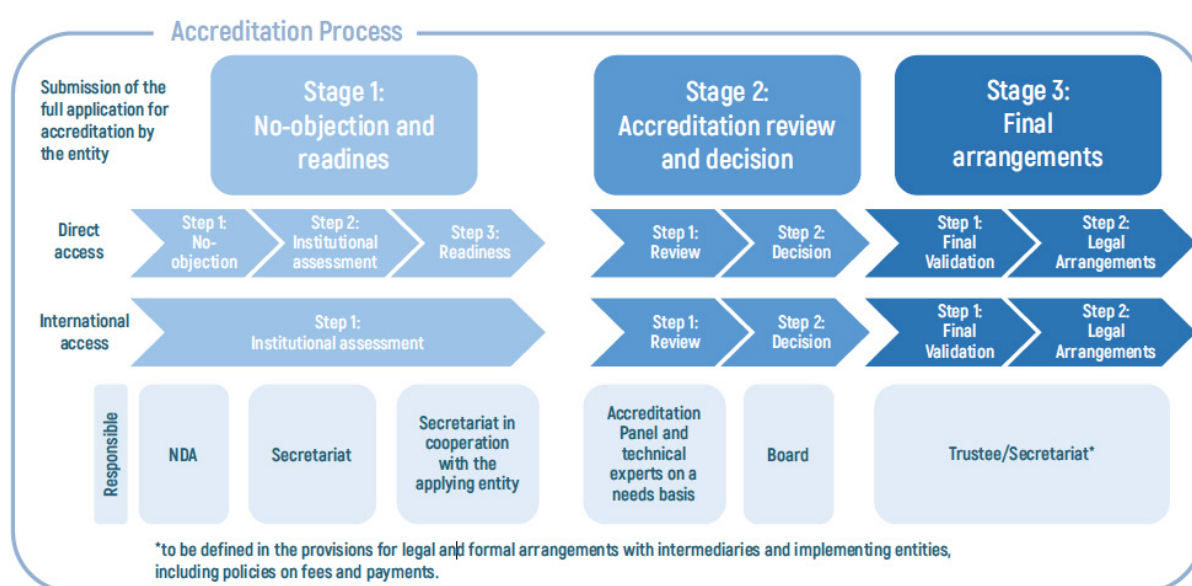 Accreditation Process
Submission of the
full application for
accreditation by
the entity
Stage 1:
No-objection and
readines
Stage 2:
Accreditation review
and decision
Stage 3:
Final
arrangements
Direct
access
Step 1:
No-
objection
Step 2:
Institutional
assessment
Step 3:
Readiness
Step 1:
Review
Step 2:
Decision
Step 1:
Final
Validation
Step 2:
Legal
Arrangements
International
access
Step 1:
Institutional assessment
Step 1:
Review
Step 2:
Decision
Step 1:
Final
Validation
Step 2:
Legal
Arrangements
Responsible
NDA
Secretariat
Secretariat in
cooperation
with the
applying entity
Accreditation
Panel and
technical
experts on a
needs basis
Board
Trustee/Secretariat*
*to be defined in the provisions for legal and formal arrangements with intermediaries and implementing entities,
including policies on fees and payments.